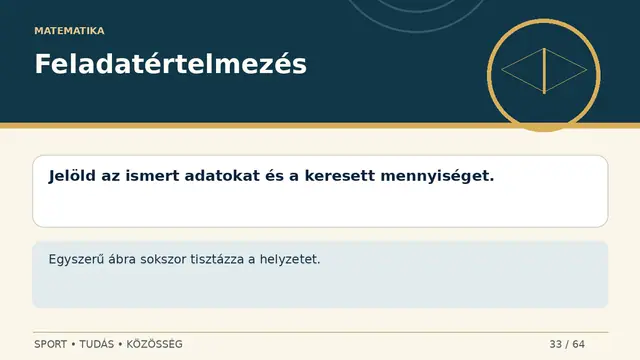 MATEMATIKA
Feladatértelmezés
Jelöld az ismert adatokat és a keresett mennyiséget.
Egyszerű ábra sokszor tisztázza a helyzetet.
SPORT • TUDÁS • KÖZÖSSÉG
33 / 64